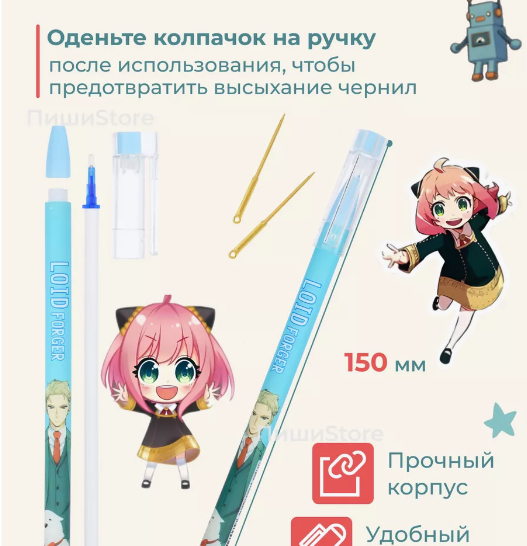 Оденьте колпачок на ручку
после использования, чтобы
предотвратить высыхание чернил
ПишиStore
LOID FORGER
LOID FORGER
150 мм
ПишиStore
Прочный
корпус
Удобный